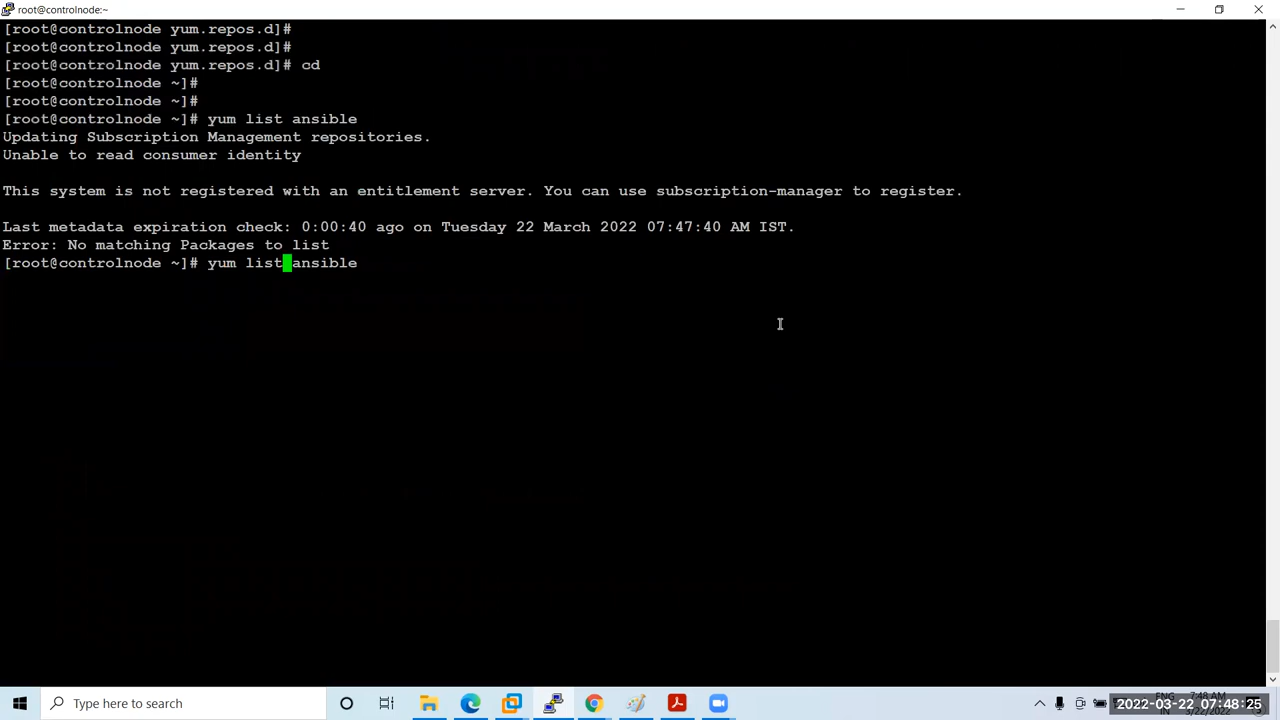 root@controlnode:~
[root@controlnode yum.repos.d]#
[root@controlnode yum.repos.d]#
[root@controlnode yum.repos.d]# cd
[root@controlnode ~]#
[root@controlnode ~]#
[root@controlnode ~]# yum list ansible
Updating Subscription Management repositories.
Unable to read consumer identity
This system is not registered with an entitlement server. You can use subscription-manager to register.
Last metadata expiration check: 0:00:40 ago on Tuesday 22 March 2022 07:47:40 AM IST.
Error: No matching Packages to list
[root@controlnode ~]# yum list ansible
Type here to search
ENG
7:48 AM
2022-03-22 07:48:25